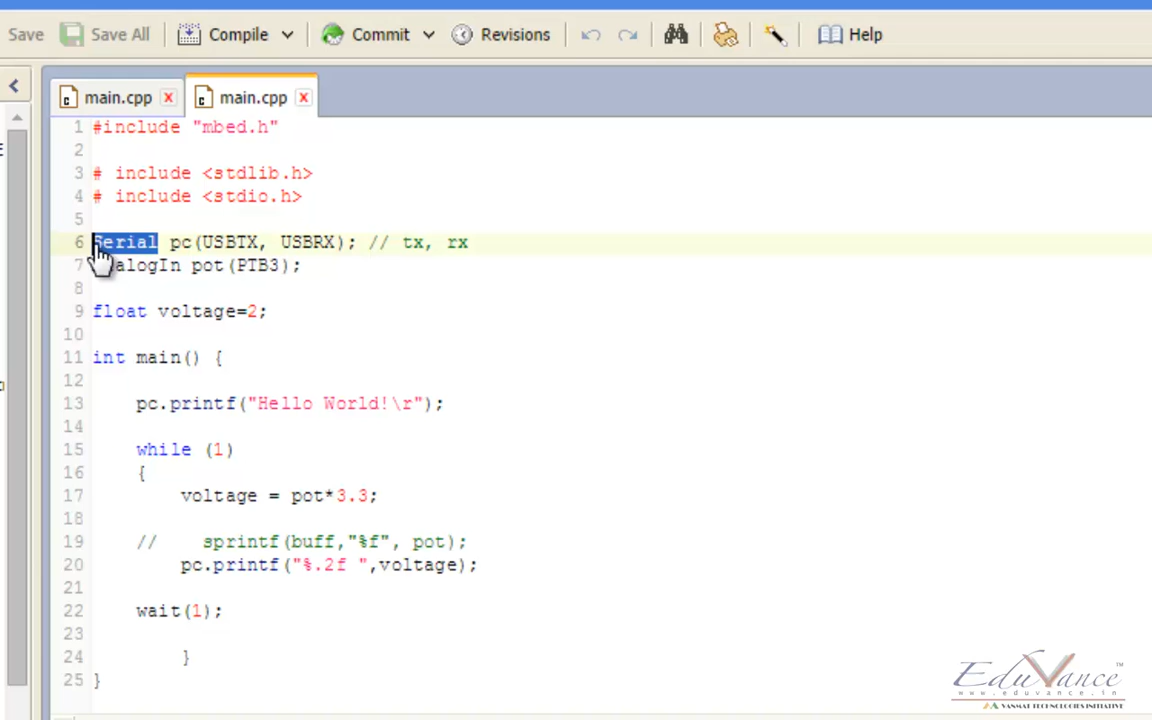 Save Save All Compile Commit Revisions Help
main.cpp main.cpp
1 #include "mbed.h"
2
3 # include <stdlib.h>
4 # include <stdio.h>
5
6 Serial pc(USBTX, USBRX); // tx, rx
7 alogIn pot(PTB3);
8
9 float voltage=2;
10
11 int main() {
12
13 pc.printf("Hello World!\r");
14
15 while (1)
16 {
17 voltage = pot*3.3;
18
19 // sprintf(buff,"%f", pot);
20 pc.printf("%.2f ",voltage);
21
22 wait(1);
23
24 }
25 }
EduVance ™
www.eduvance.in